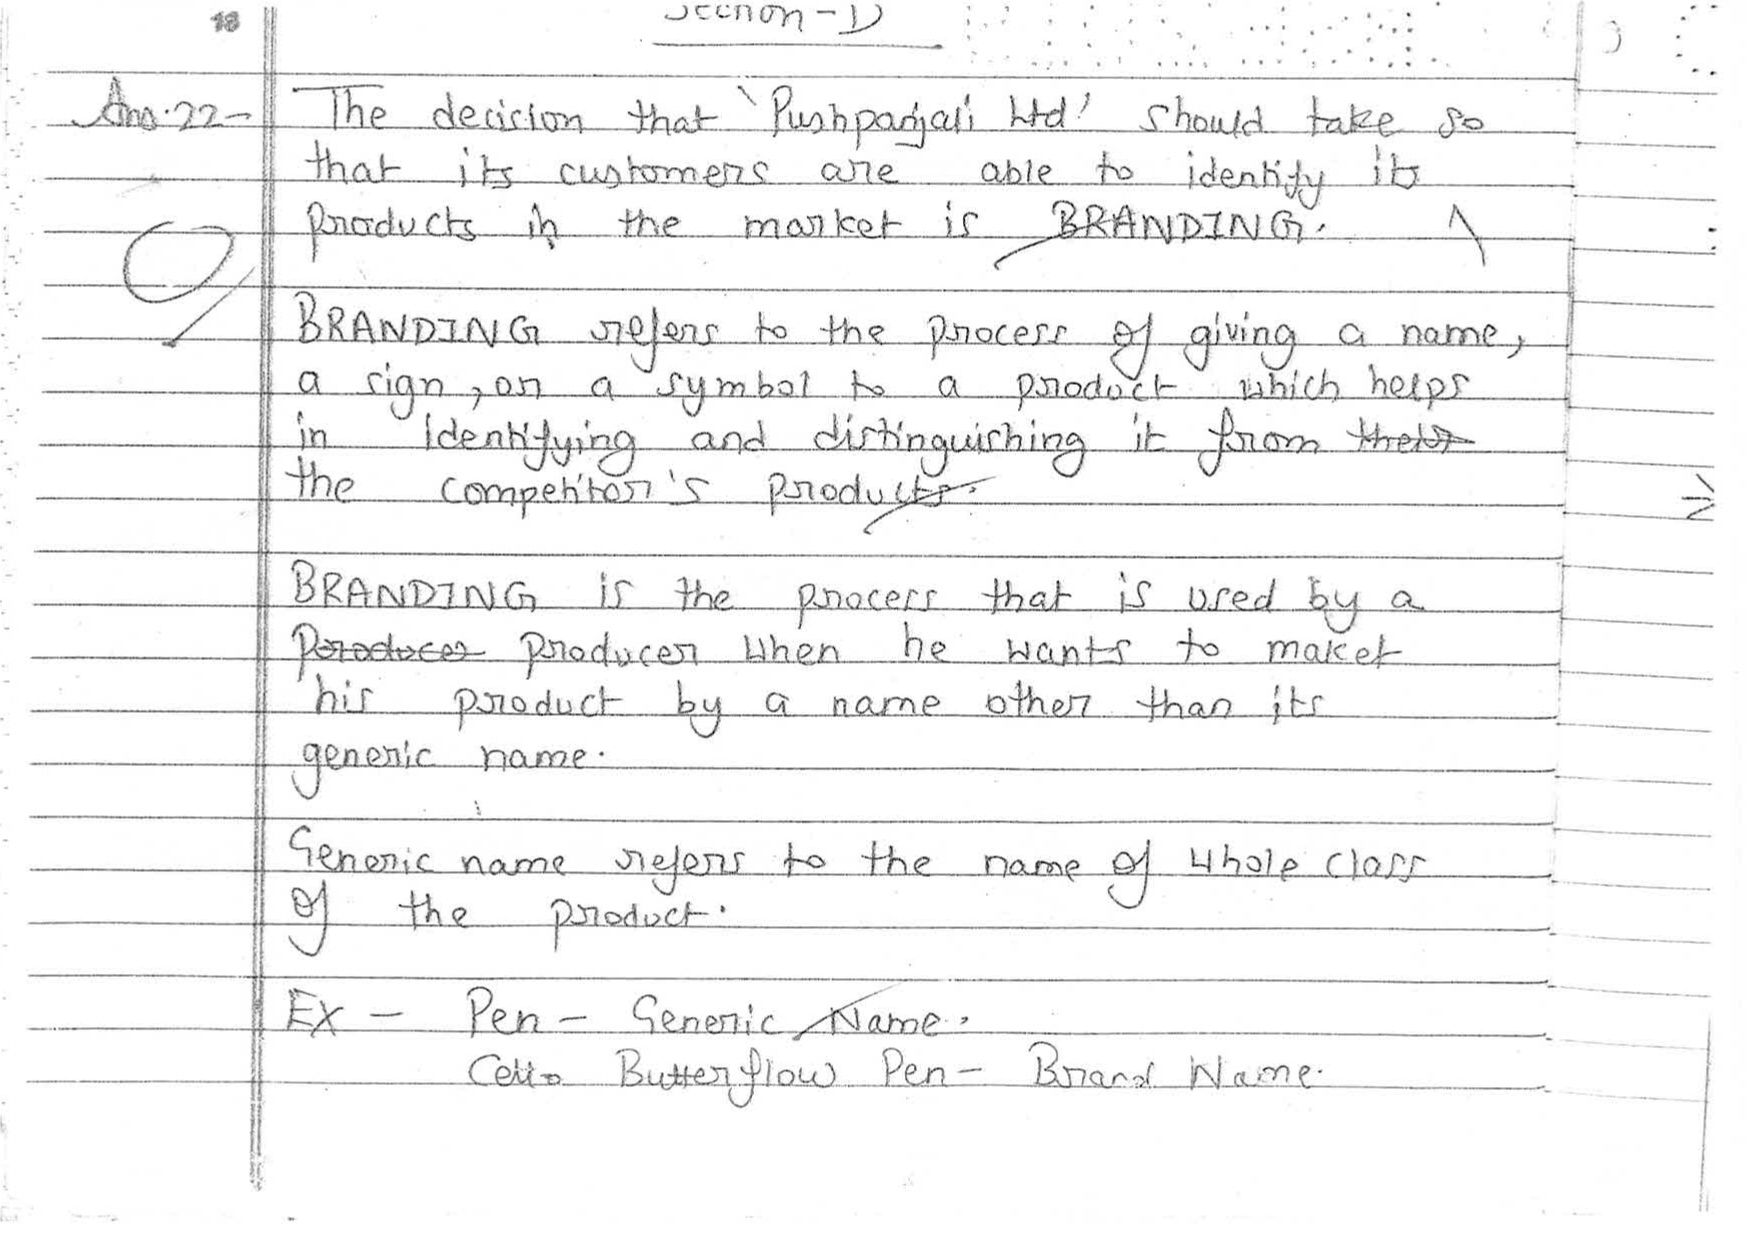 18
Section - D
Ans. 22- The decision that 'Pushpanjali Ltd' should take so
that its customers are able to identify its
products in the market is BRANDING.
BRANDING refers to the process of giving a name,
a sign, or a symbol to a product which helps
in identifying and distinguishing it from
the competitor's products.
BRANDING is the process that is used by a
Producer producer when he wants to maket
his product by a name other than its
generic name.
Generic name refers to the name of whole class
of the product.
EX - Pen - Generic Name.
Cello Butterflow Pen - Brand Name.